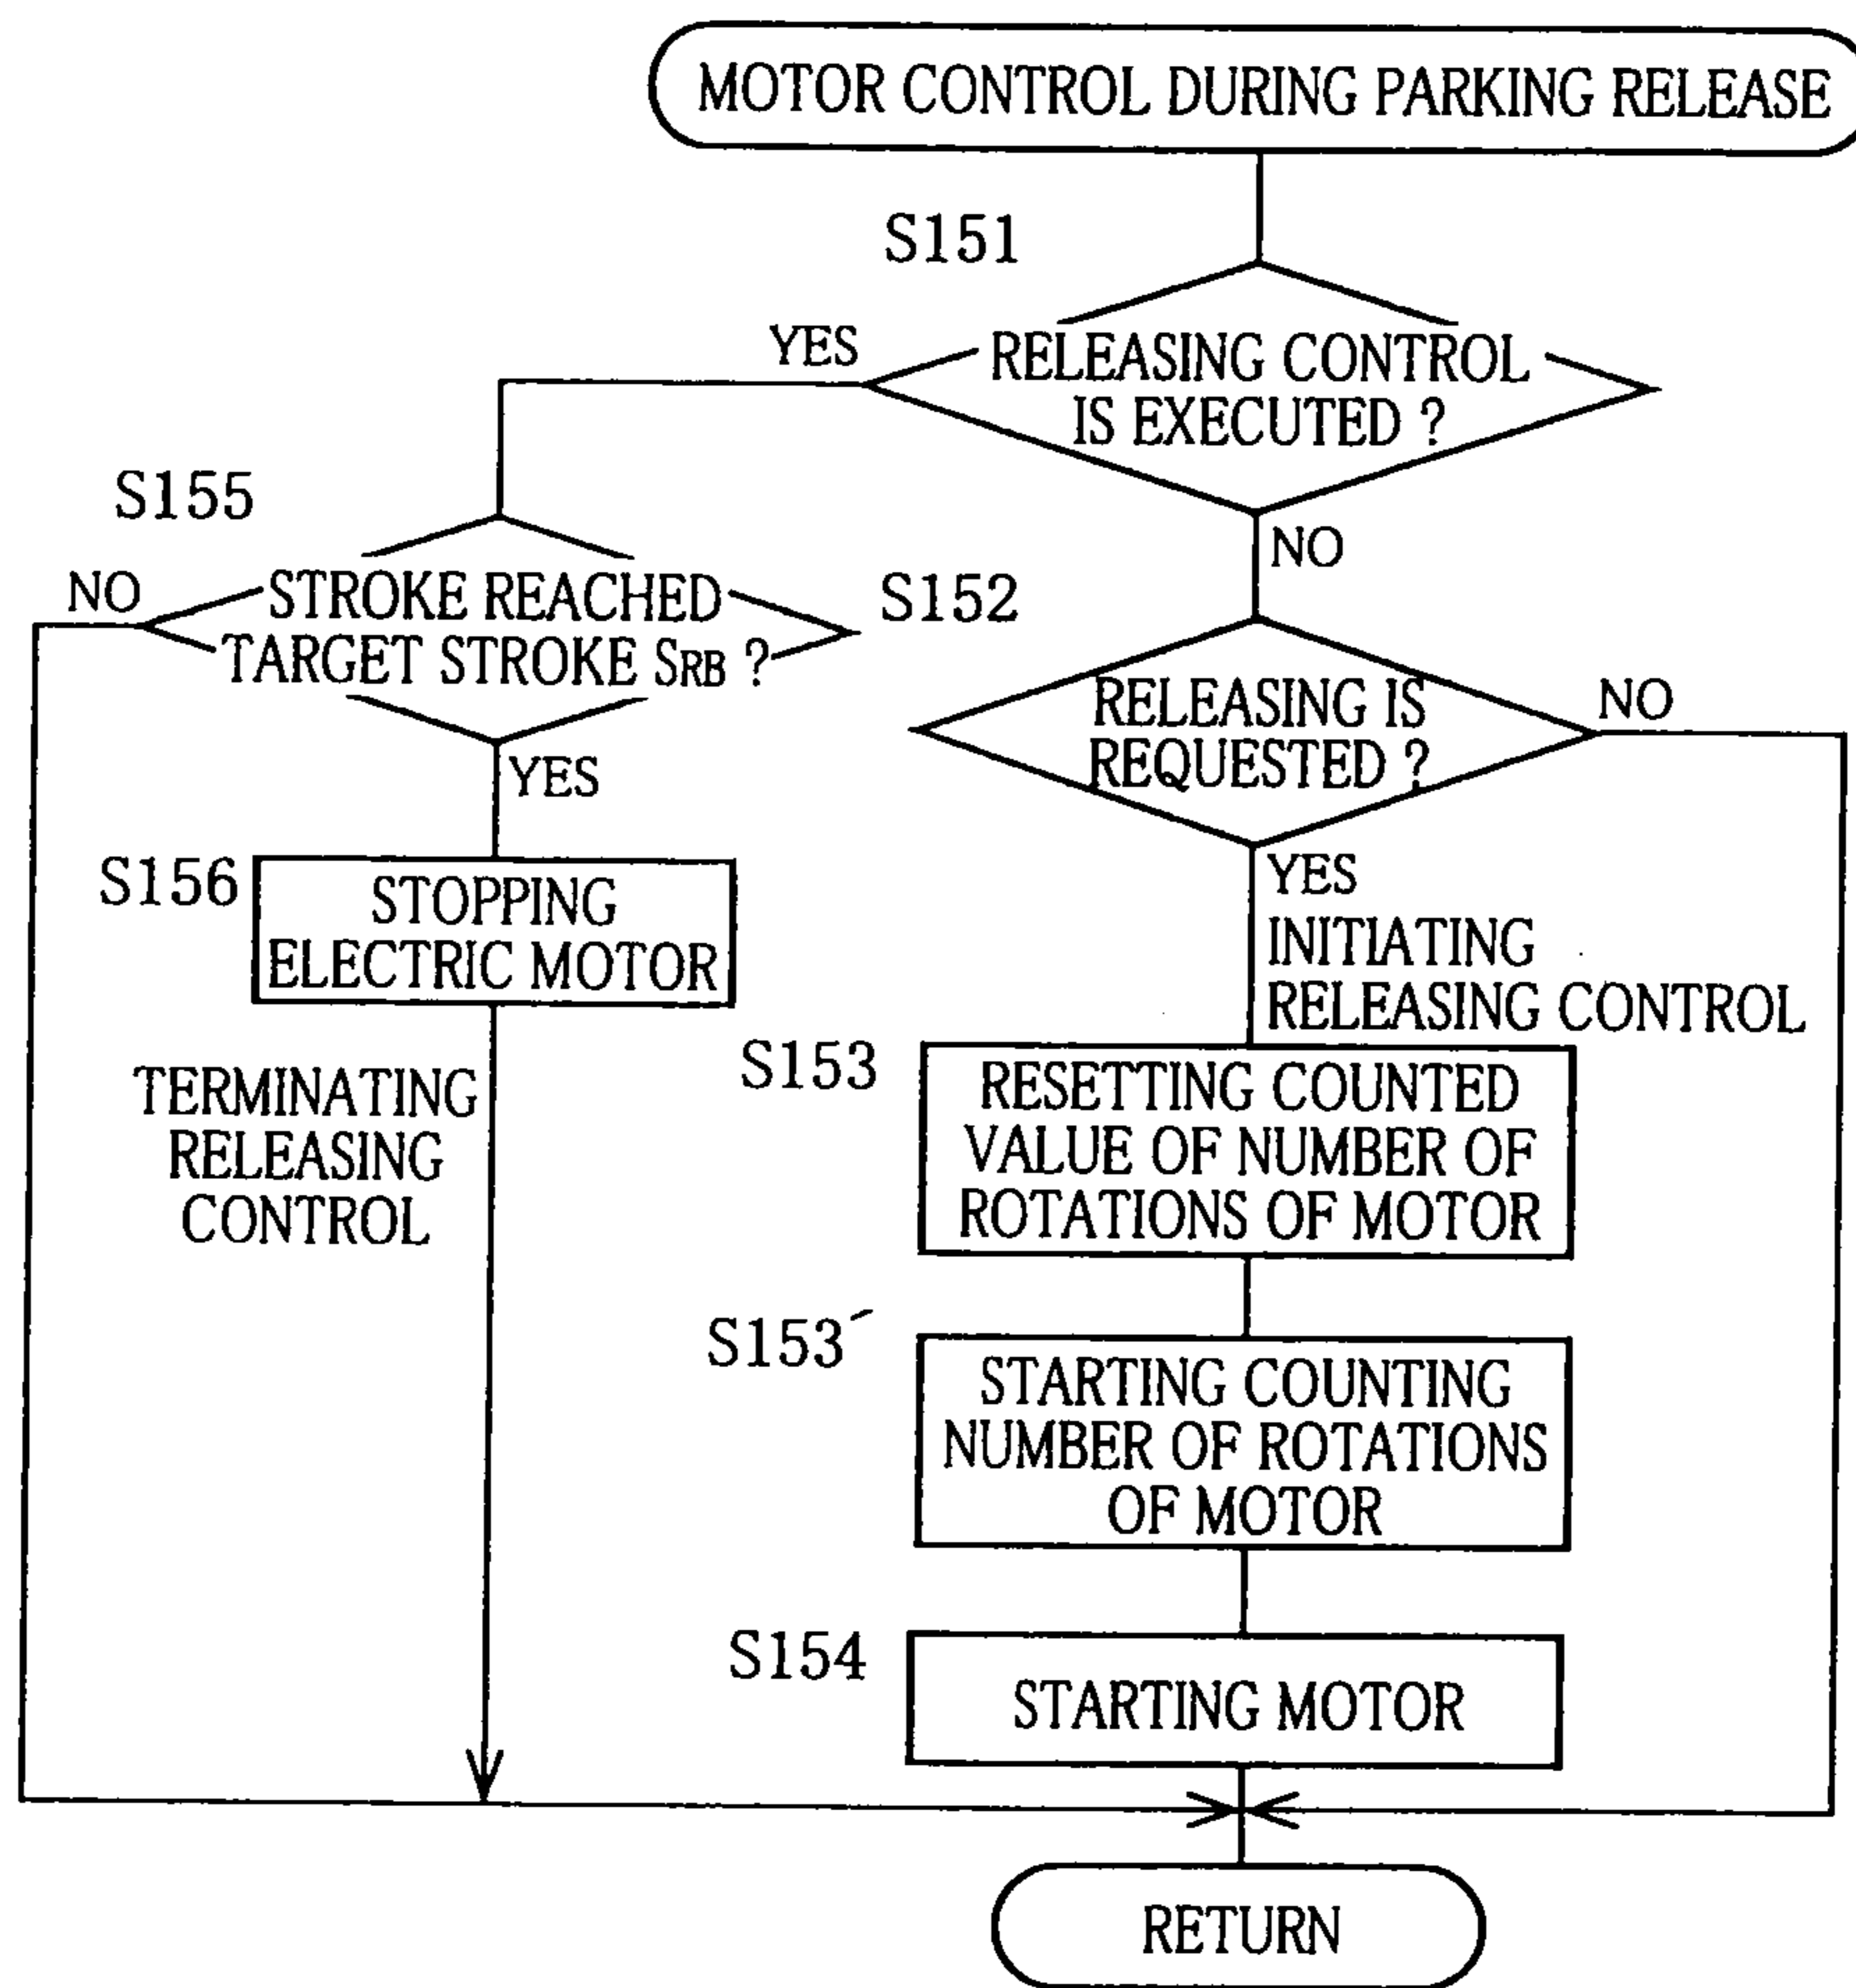 MOTOR CONTROL DURING PARKING RELEASE
S151
YES
RELEASING CONTROL
IS EXECUTED ?
NO
S155
NO
STROKE REACHED
TARGET STROKE SRB ?
YES
S156
STOPPING
ELECTRIC MOTOR
TERMINATING
RELEASING
CONTROL
S152
RELEASING IS
REQUESTED ?
NO
YES
INITIATING
RELEASING CONTROL
S153
RESETTING COUNTED
VALUE OF NUMBER OF
ROTATIONS OF MOTOR
S153´
STARTING COUNTING
NUMBER OF ROTATIONS
OF MOTOR
S154
STARTING MOTOR
RETURN